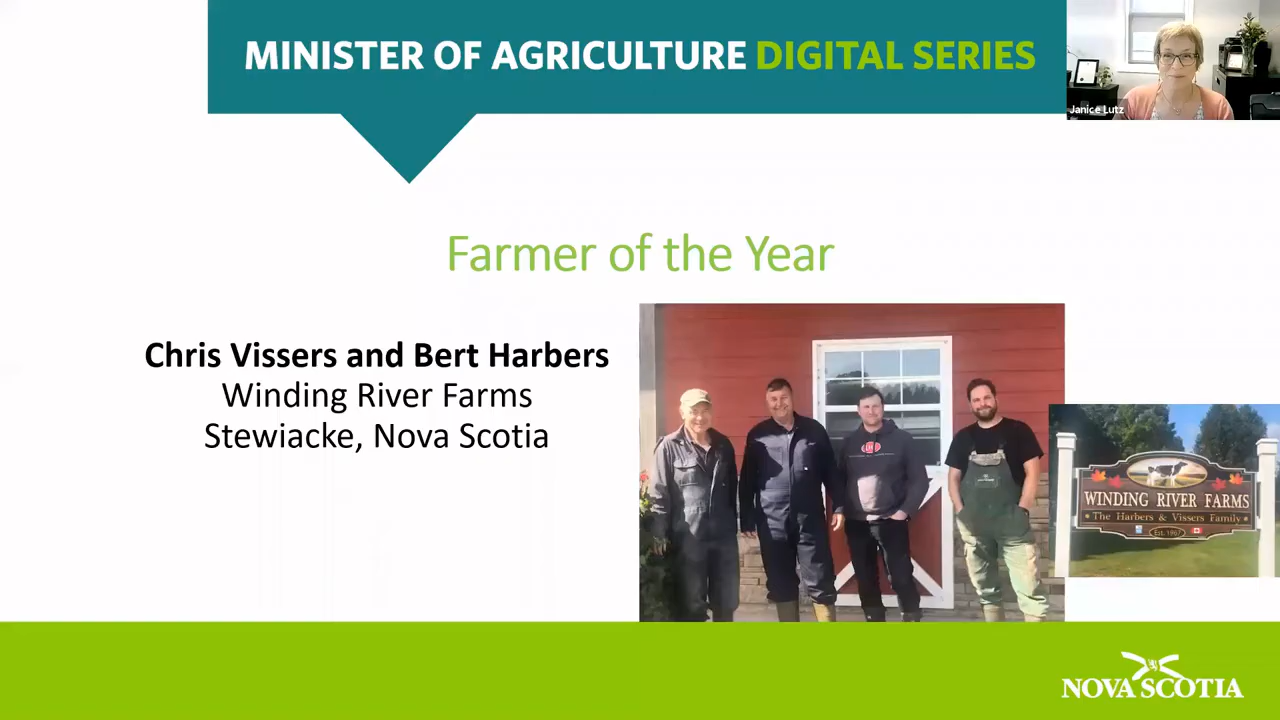 MINISTER OF AGRICULTURE DIGITAL SERIES
Janice Lutz
Farmer of the Year
Chris Vissers and Bert Harbers
Winding River Farms
Stewiacke, Nova Scotia
WINDING RIVER FARMS
The Harbers & Vissers Family
Est. 1967
NOVA SCOTIA